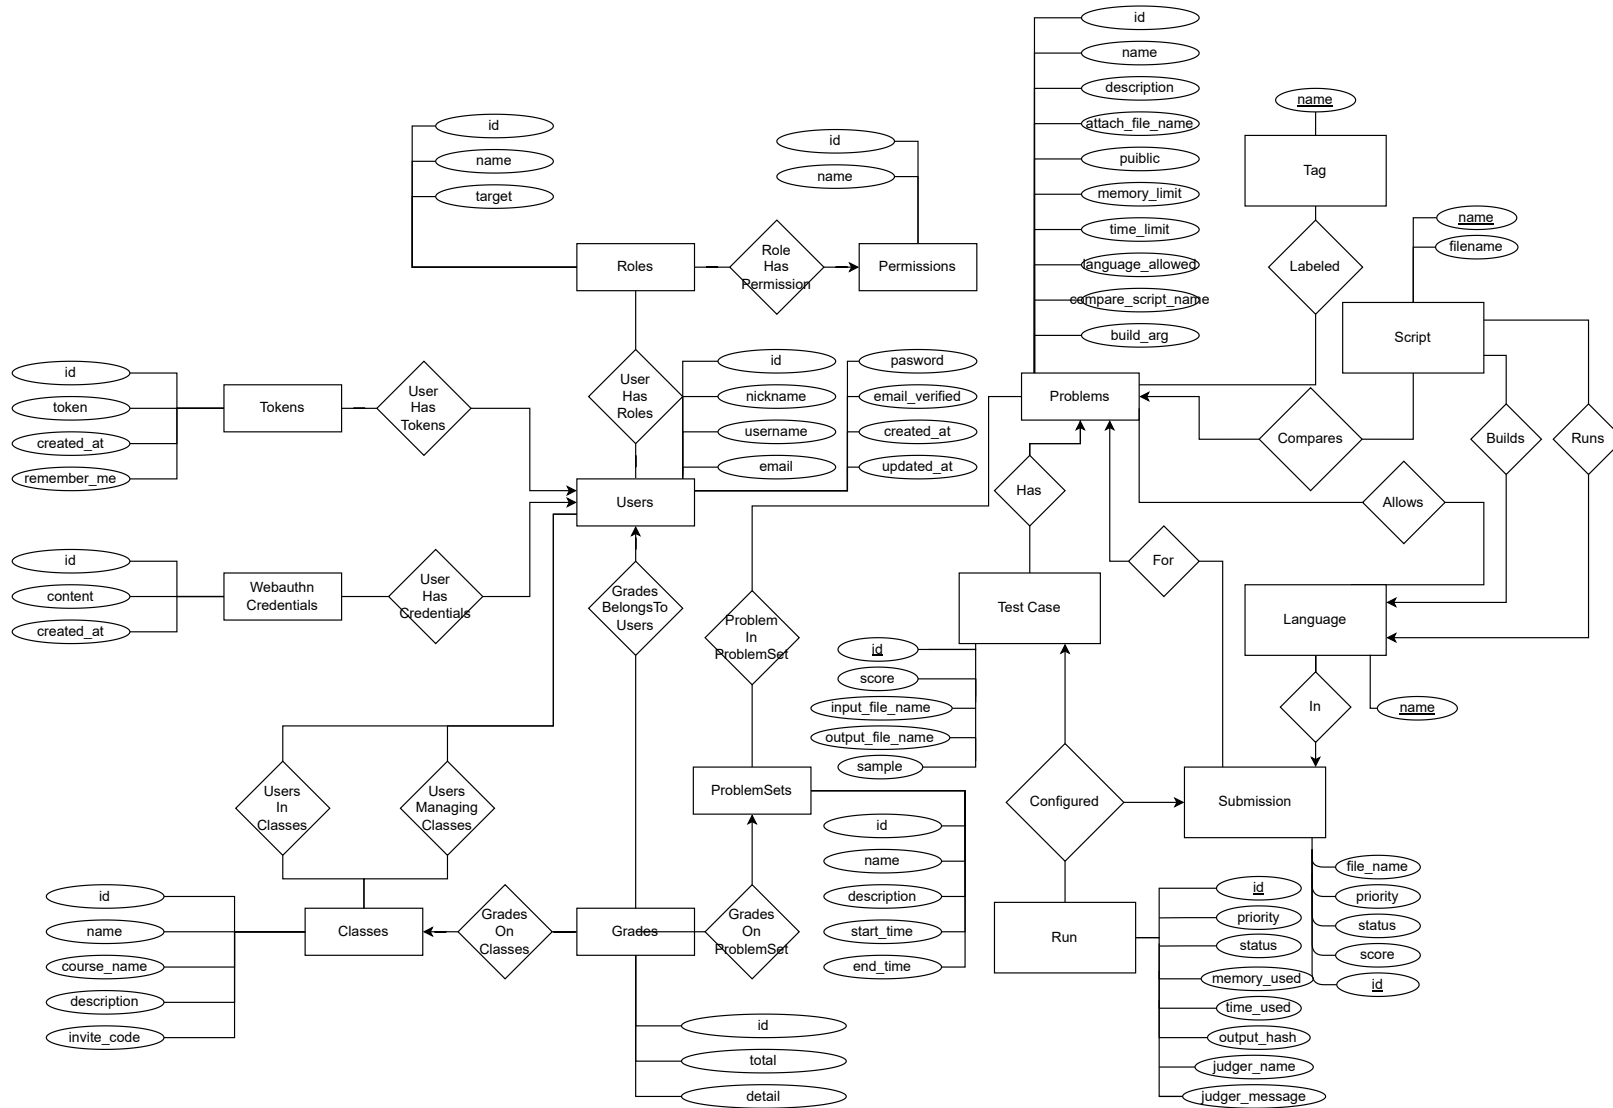 id
name
description
attach_file_name
puiblic
memory_limit
time_limit
language_allowed
compare_script_name
build_arg
Problems
name
Tag
Labeled
name
filename
Script
Compares
Builds
Runs
Allows
id
name
target
Roles
Role
Has
Permission
id
name
Permissions
User
Has
Roles
id
nickname
username
email
pasword
email_verified
created_at
updated_at
Users
id
token
created_at
remember_me
Tokens
User
Has
Tokens
id
content
created_at
Webauthn
Credentials
User
Has
Credentials
Grades
BelongsTo
Users
Problem
In
ProblemSet
Has
For
Test Case
id
score
input_file_name
output_file_name
sample
Language
name
In
Users
In
Classes
Users
Managing
Classes
ProblemSets
id
name
description
start_time
end_time
Configured
Submission
file_name
priority
status
score
id
id
name
course_name
description
invite_code
Classes
Grades
On
Classes
Grades
Grades
On
ProblemSet
id
total
detail
Run
id
priority
status
memory_used
time_used
output_hash
judger_name
judger_message